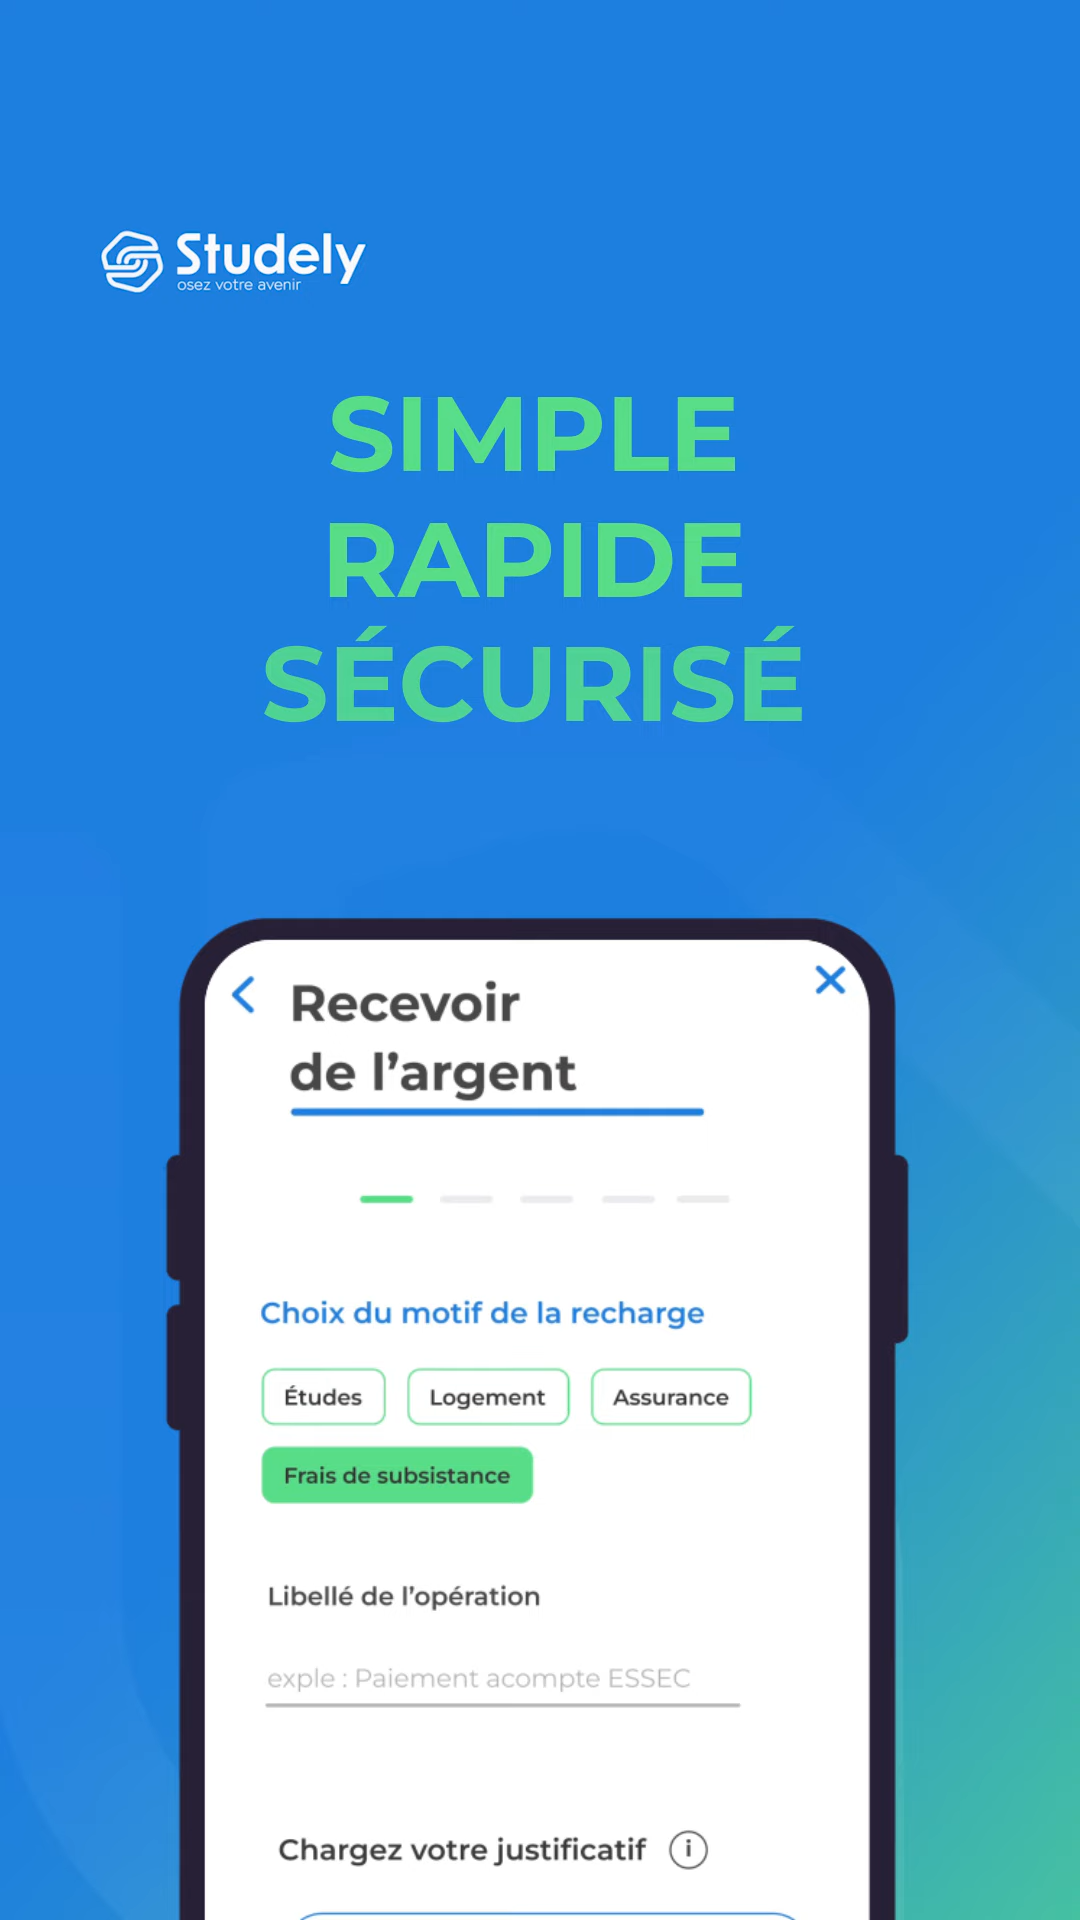 Studely
osez votre avenir
SIMPLE
RAPIDE
SÉCURISÉ
Recevoir
de l’argent
Choix du motif de la recharge
Études Logement Assurance
Frais de subsistance
Libellé de l’opération
exple : Paiement acompte ESSEC
Chargez votre justificatif i